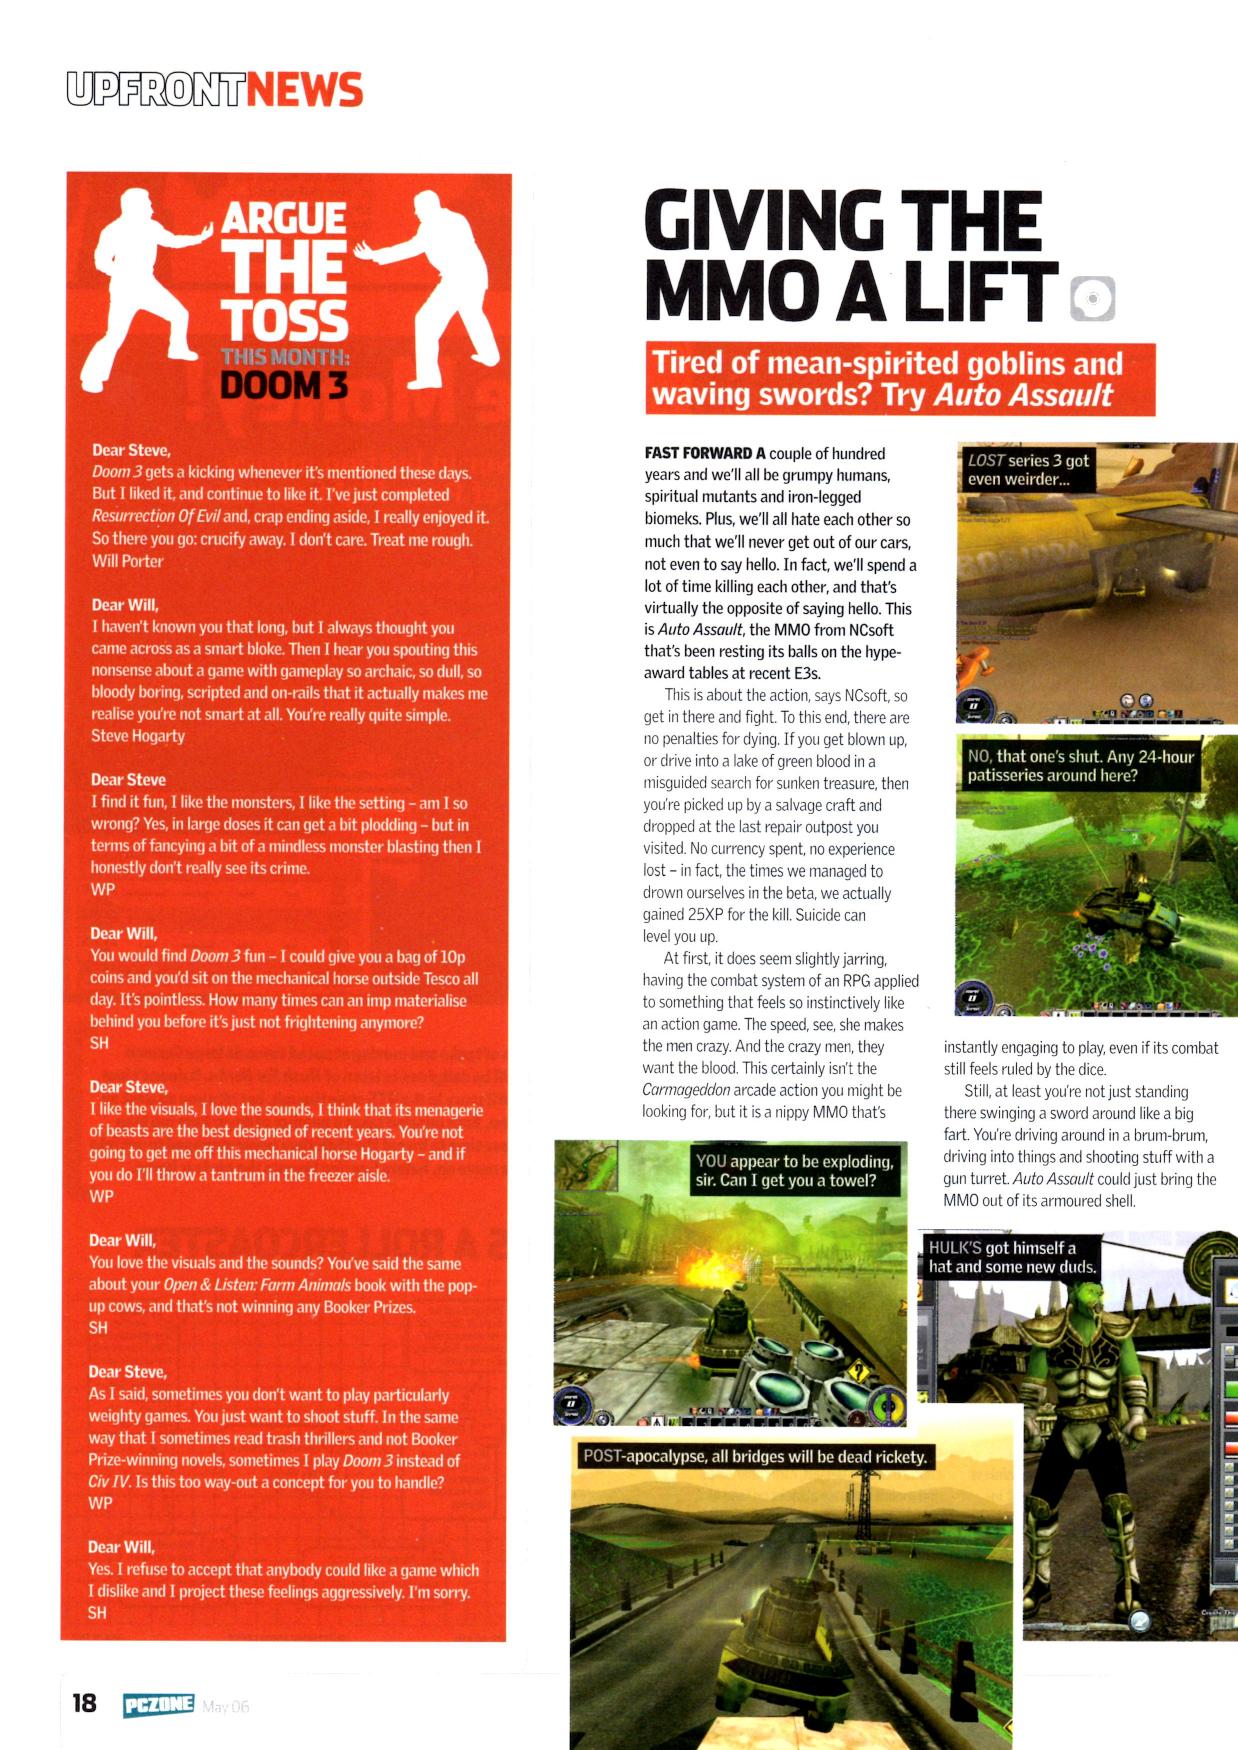 UPFRONTNEWS
ARGUE
THE
TOSS
THIS MONTH:
DOOM 3
Dear Steve,
Doom 3 gets a kicking whenever it's mentioned these days.
But I liked it, and continue to like it. I've just completed
Resurrection Of Evil and, crap ending aside, I really enjoyed it.
So there you go: crucify away. I don't care. Treat me rough.
Will Porter
Dear Will,
I haven't known you that long, but I always thought you
came across as a smart bloke. Then I hear you spouting this
nonsense about a game with gameplay so archaic, so dull, so
bloody boring, scripted and on-rails that it actually makes me
realise you're not smart at all. You're really quite simple.
Steve Hogarty
Dear Steve
I find it fun, I like the monsters, I like the setting – am I so
wrong? Yes, in large doses it can get a bit plodding – but in
terms of fancying a bit of a mindless monster blasting then I
honestly don't really see its crime.
WP
Dear Will,
You would find Doom 3 fun – I could give you a bag of 10p
coins and you'd sit on the mechanical horse outside Tesco all
day. It's pointless. How many times can an imp materialise
behind you before it's just not frightening anymore?
SH
Dear Steve,
I like the visuals, I love the sounds, I think that its menagerie
of beasts are the best designed of recent years. You're not
going to get me off this mechanical horse Hogarty – and if
you do I'll throw a tantrum in the freezer aisle.
WP
Dear Will,
You love the visuals and the sounds? You've said the same
about your Open & Listen: Farm Animals book with the pop-
up cows, and that's not winning any Booker Prizes.
SH
Dear Steve,
As I said, sometimes you don't want to play particularly
weighty games. You just want to shoot stuff. In the same
way that I sometimes read trash thrillers and not Booker
Prize-winning novels, sometimes I play Doom 3 instead of
Civ IV. Is this too way-out a concept for you to handle?
WP
Dear Will,
Yes. I refuse to accept that anybody could like a game which
I dislike and I project these feelings aggressively. I'm sorry.
SH
GIVING THE
MMO A LIFT
Tired of mean-spirited goblins and
waving swords? Try Auto Assault
FAST FORWARD A couple of hundred
years and we'll all be grumpy humans,
spiritual mutants and iron-legged
biomeks. Plus, we'll all hate each other so
much that we'll never get out of our cars,
not even to say hello. In fact, we'll spend a
lot of time killing each other, and that's
virtually the opposite of saying hello. This
is Auto Assault, the MMO from NCsoft
that's been resting its balls on the hype-
award tables at recent E3s.
This is about the action, says NCsoft, so
get in there and fight. To this end, there are
no penalties for dying. If you get blown up,
or drive into a lake of green blood in a
misguided search for sunken treasure, then
you're picked up by a salvage craft and
dropped at the last repair outpost you
visited. No currency spent, no experience
lost – in fact, the times we managed to
drown ourselves in the beta, we actually
gained 25XP for the kill. Suicide can
level you up.
At first, it does seem slightly jarring,
having the combat system of an RPG applied
to something that feels so instinctively like
an action game. The speed, see, she makes
the men crazy. And the crazy men, they
want the blood. This certainly isn't the
Carmageddon arcade action you might be
looking for, but it is a nippy MMO that's
instantly engaging to play, even if its combat
still feels ruled by the dice.
Still, at least you're not just standing
there swinging a sword around like a big
fart. You're driving around in a brum-brum,
driving into things and shooting stuff with a
gun turret. Auto Assault could just bring the
MMO out of its armoured shell.
LOST series 3 got
even weirder...
NO, that one's shut. Any 24-hour
patisseries around here?
YOU appear to be exploding,
sir. Can I get you a towel?
HULK'S got himself a
hat and some new duds.
POST-apocalypse, all bridges will be dead rickety.
18 PCZONE May 06